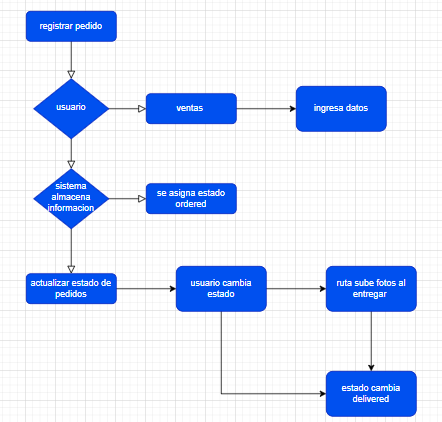 registrar pedido
usuario
ventas
ingresa datos
sistema
almacena
informacion
se asigna estado
ordered
actualizar estado de
pedidos
usuario cambia
estado
ruta sube fotos al
entregar
estado cambia
delivered